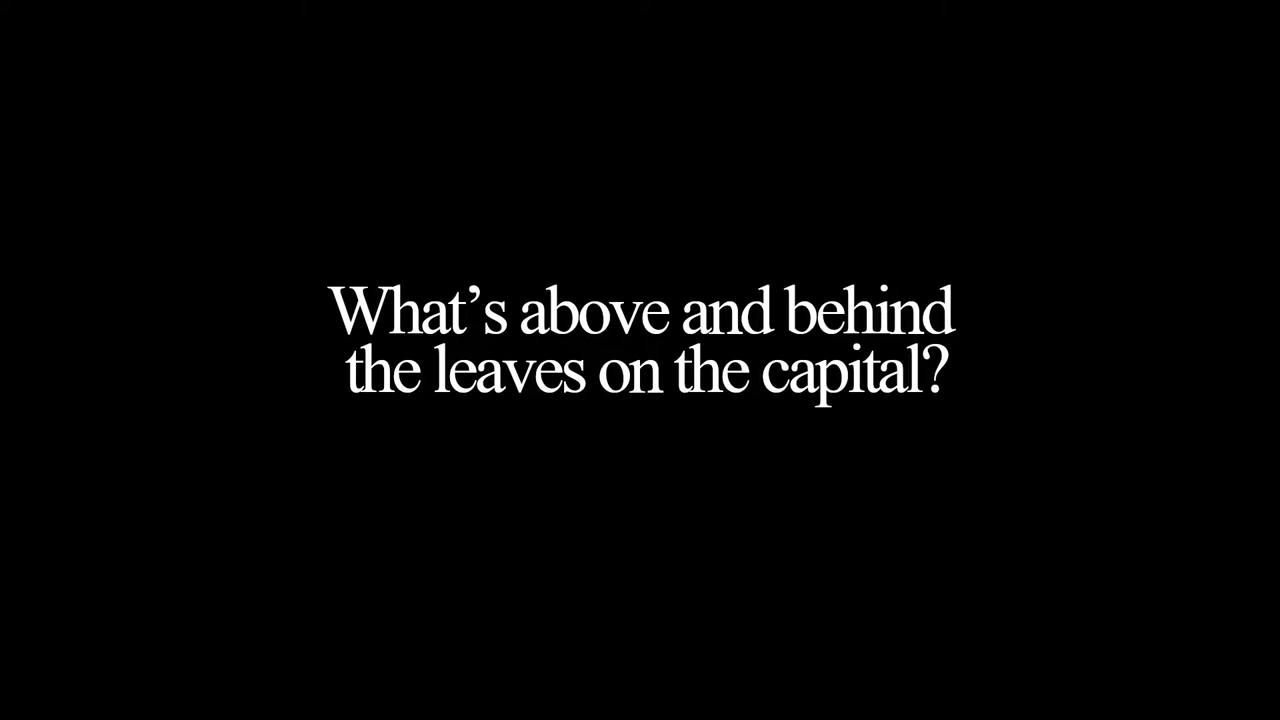 What’s above and behind
the leaves on the capital?